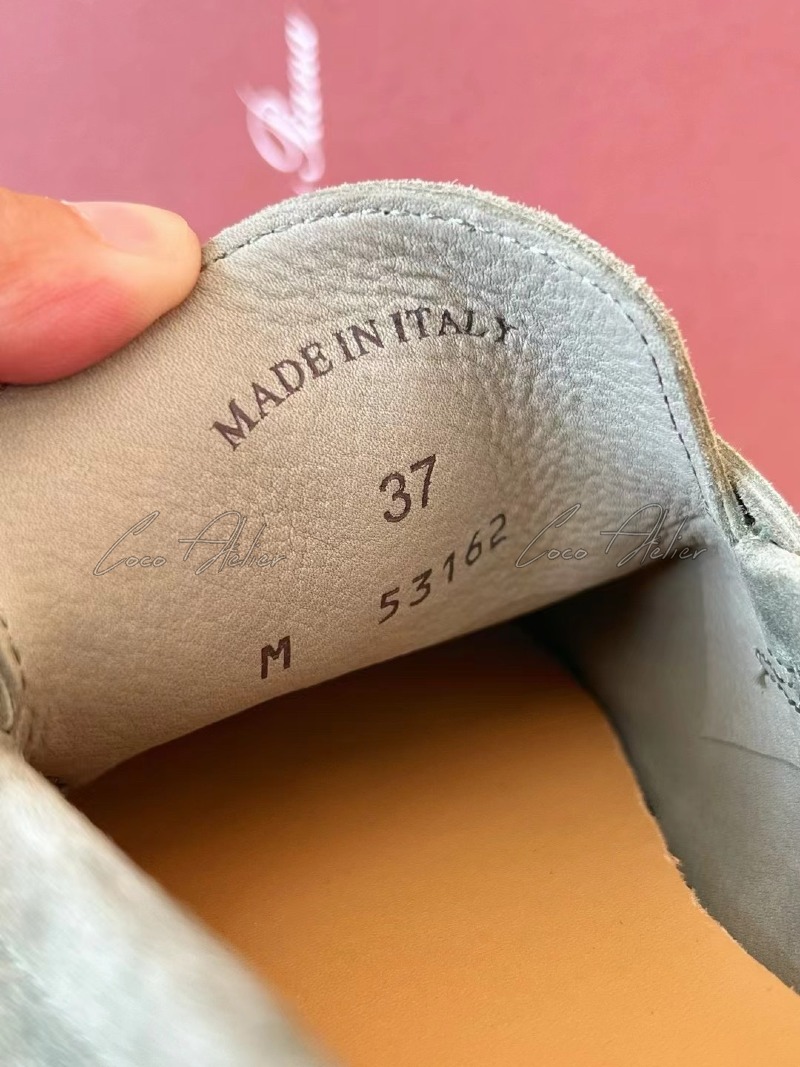 MADE IN ITALY
37
53162
M
Coco Atelier
Coco Atelier